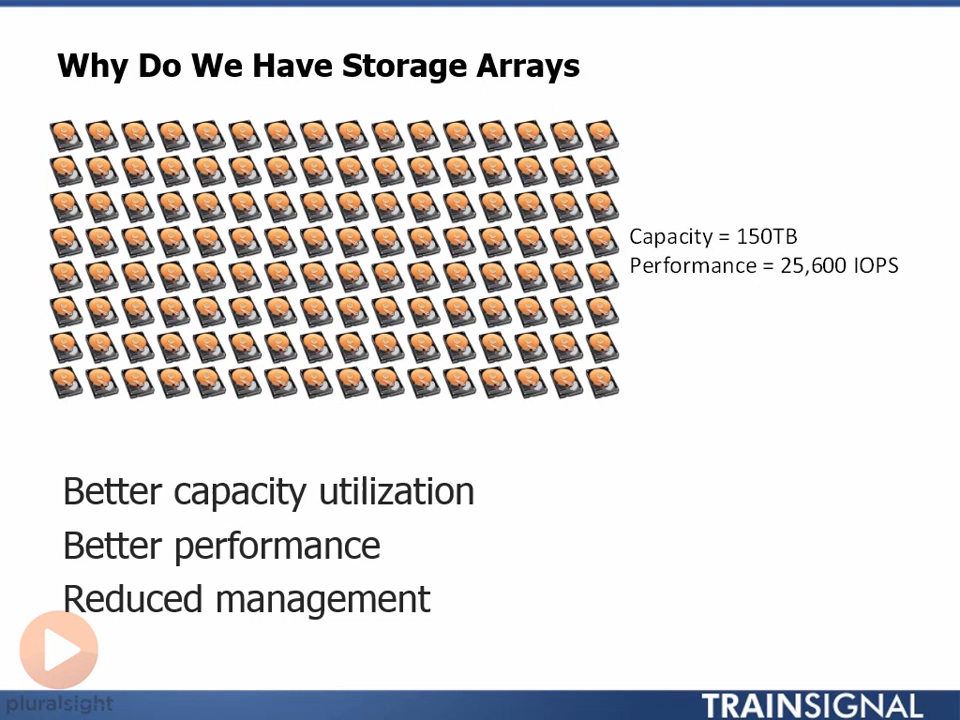 Why Do We Have Storage Arrays
Capacity = 150TB
Performance = 25,600 IOPS
Better capacity utilization
Better performance
Reduced management
pluralsight
TRAINSIGNAL